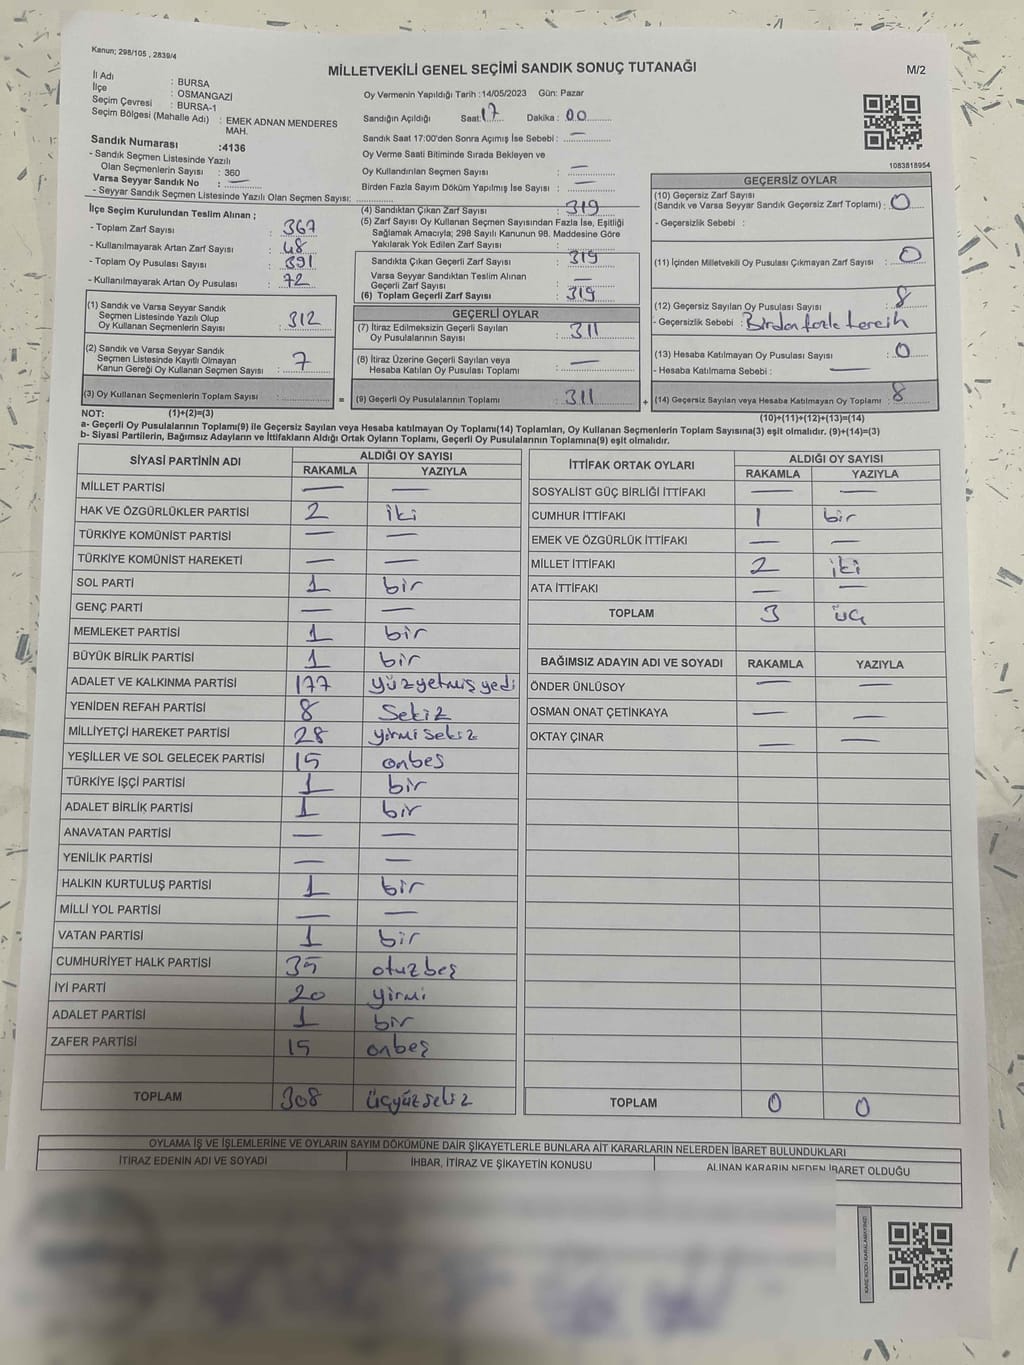 Kanun; 298/105 , 2839/4
MİLLETVEKİLİ GENEL SEÇİMİ SANDIK SONUÇ TUTANAĞI
M/2
İl Adı : BURSA
İlçe : OSMANGAZİ
Seçim Çevresi : BURSA-1
Seçim Bölgesi (Mahalle Adı) : EMEK ADNAN MENDERES
MAH.
Sandık Numarası :4136
- Sandık Seçmen Listesinde Yazılı
Olan Seçmenlerin Sayısı : 360
Varsa Seyyar Sandık No : —
- Seyyar Sandık Seçmen Listesinde Yazılı Olan Seçmen Sayısı:
Oy Vermenin Yapıldığı Tarih :14/05/2023 Gün: Pazar
Sandığın Açıldığı Saat: 17 Dakika : 00
Sandık Saat 17:00'den Sonra Açımış İse Sebebi : —
Oy Verme Saati Bitiminde Sırada Bekleyen ve
Oy Kullandırılan Seçmen Sayısı : —
Birden Fazla Sayım Döküm Yapılmış İse Sayısı : —
1083818954
İlçe Seçim Kurulundan Teslim Alınan ;
- Toplam Zarf Sayısı : 367
- Kullanılmayarak Artan Zarf Sayısı : 48
- Toplam Oy Pusulası Sayısı : 391
- Kullanılmayarak Artan Oy Pusulası : 72
(1) Sandık ve Varsa Seyyar Sandık
Seçmen Listesinde Yazılı Olup
Oy Kullanan Seçmenlerin Sayısı : 312
(2) Sandık ve Varsa Seyyar Sandık
Seçmen Listesinde Kayıtlı Olmayan
Kanun Gereği Oy Kullanan Seçmen Sayısı : 7
(3) Oy Kullanan Seçmenlerin Toplam Sayısı :
(4) Sandıktan Çıkan Zarf Sayısı : 319
(5) Zarf Sayısı Oy Kullanan Seçmen Sayısından Fazla İse, Eşitliği
Sağlamak Amacıyla; 298 Sayılı Kanunun 98. Maddesine Göre
Yakılarak Yok Edilen Zarf Sayısı :
Sandıkta Çıkan Geçerli Zarf Sayısı : 319
Varsa Seyyar Sandıktan Teslim Alınan
Geçerli Zarf Sayısı : —
(6) Toplam Geçerli Zarf Sayısı : 319
GEÇERLİ OYLAR
(7) İtiraz Edilmeksizin Geçerli Sayılan
Oy Pusulalarının Sayısı : 311
(8) İtiraz Üzerine Geçerli Sayılan veya
Hesaba Katılan Oy Pusulası Toplamı : —
= (9) Geçerli Oy Pusulalarının Toplamı : 311
GEÇERSİZ OYLAR
(10) Geçersiz Zarf Sayısı
(Sandık ve Varsa Seyyar Sandık Geçersiz Zarf Toplamı) : 0
- Geçersizlik Sebebi :
(11) İçinden Milletvekili Oy Pusulası Çıkmayan Zarf Sayısı : 0
(12) Geçersiz Sayılan Oy Pusulası Sayısı : 8
- Geçersizlik Sebebi : Birden fazla tercih
(13) Hesaba Katılmayan Oy Pusulası Sayısı : 0
- Hesaba Katılmama Sebebi : —
+ (14) Geçersiz Sayılan veya Hesaba Katılmayan Oy Toplamı : 8
NOT: (1)+(2)=(3) (10)+(11)+(12)+(13)=(14)
a- Geçerli Oy Pusulalarının Toplamı(9) ile Geçersiz Sayılan veya Hesaba katılmayan Oy Toplamı(14) Toplamları, Oy Kullanan Seçmenlerin Toplam Sayısına(3) eşit olmalıdır. (9)+(14)=(3)
b- Siyasi Partilerin, Bağımsız Adayların ve İttifakların Aldığı Ortak Oyların Toplamı, Geçerli Oy Pusulalarının Toplamına(9) eşit olmalıdır.
SİYASİ PARTİNİN ADI ALDIĞI OY SAYISI
RAKAMLA YAZIYLA
MİLLET PARTİSİ — —
HAK VE ÖZGÜRLÜKLER PARTİSİ 2 iki
TÜRKİYE KOMÜNİST PARTİSİ — —
TÜRKİYE KOMÜNİST HAREKETİ — —
SOL PARTİ 1 bir
GENÇ PARTİ — —
MEMLEKET PARTİSİ 1 bir
BÜYÜK BİRLİK PARTİSİ 1 bir
ADALET VE KALKINMA PARTİSİ 177 yüzyetmişyedi
YENİDEN REFAH PARTİSİ 8 Sekiz
MİLLİYETÇİ HAREKET PARTİSİ 28 yirmi sekiz
YEŞİLLER VE SOL GELECEK PARTİSİ 15 onbeş
TÜRKİYE İŞÇİ PARTİSİ 1 bir
ADALET BİRLİK PARTİSİ 1 bir
ANAVATAN PARTİSİ — —
YENİLİK PARTİSİ — —
HALKIN KURTULUŞ PARTİSİ 1 bir
MİLLİ YOL PARTİSİ — —
VATAN PARTİSİ 1 bir
CUMHURİYET HALK PARTİSİ 35 otuzbeş
İYİ PARTİ 20 yirmi
ADALET PARTİSİ 1 bir
ZAFER PARTİSİ 15 onbeş
TOPLAM 308 üçyüzsekiz
İTTİFAK ORTAK OYLARI ALDIĞI OY SAYISI
RAKAMLA YAZIYLA
SOSYALİST GÜÇ BİRLİĞİ İTTİFAKI — —
CUMHUR İTTİFAKI 1 bir
EMEK VE ÖZGÜRLÜK İTTİFAKI — —
MİLLET İTTİFAKI 2 iki
ATA İTTİFAKI — —
TOPLAM 3 üç
BAĞIMSIZ ADAYIN ADI VE SOYADI RAKAMLA YAZIYLA
ÖNDER ÜNLÜSOY — —
OSMAN ONAT ÇETİNKAYA — —
OKTAY ÇINAR — —
TOPLAM 0 0
OYLAMA İŞ VE İŞLEMLERİNE VE OYLARIN SAYIM DÖKÜMÜNE DAİR ŞİKAYETLERLE BUNLARA AİT KARARLARIN NELERDEN İBARET BULUNDUKLARI
İTİRAZ EDENİN ADI VE SOYADI İHBAR, İTİRAZ VE ŞİKAYETİN KONUSU ALINAN KARARIN NEDEN İBARET OLDUĞU